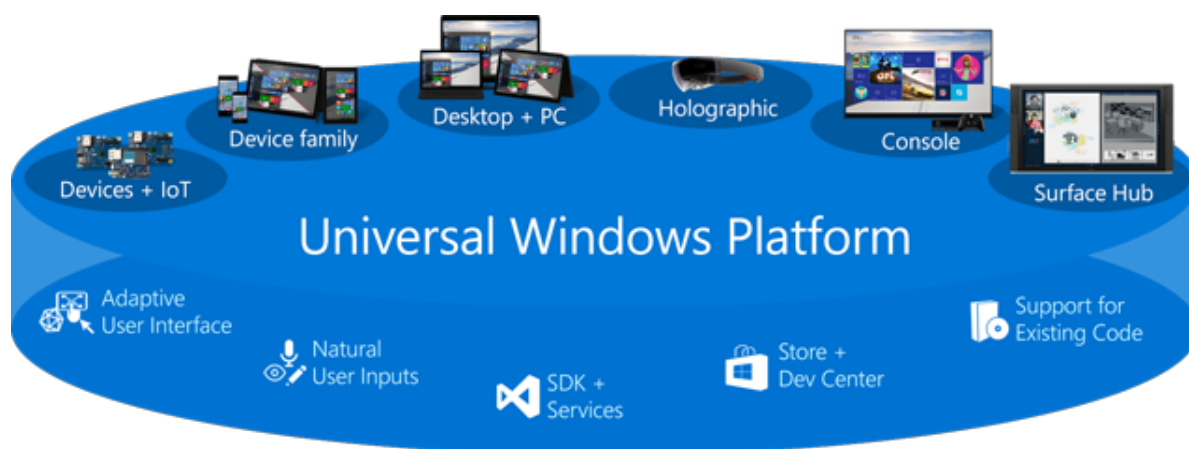 Devices + IoT
Device family
Desktop + PC
Holographic
Console
Surface Hub
Universal Windows Platform
Adaptive
User Interface
Natural
User Inputs
SDK +
Services
Store +
Dev Center
Support for
Existing Code